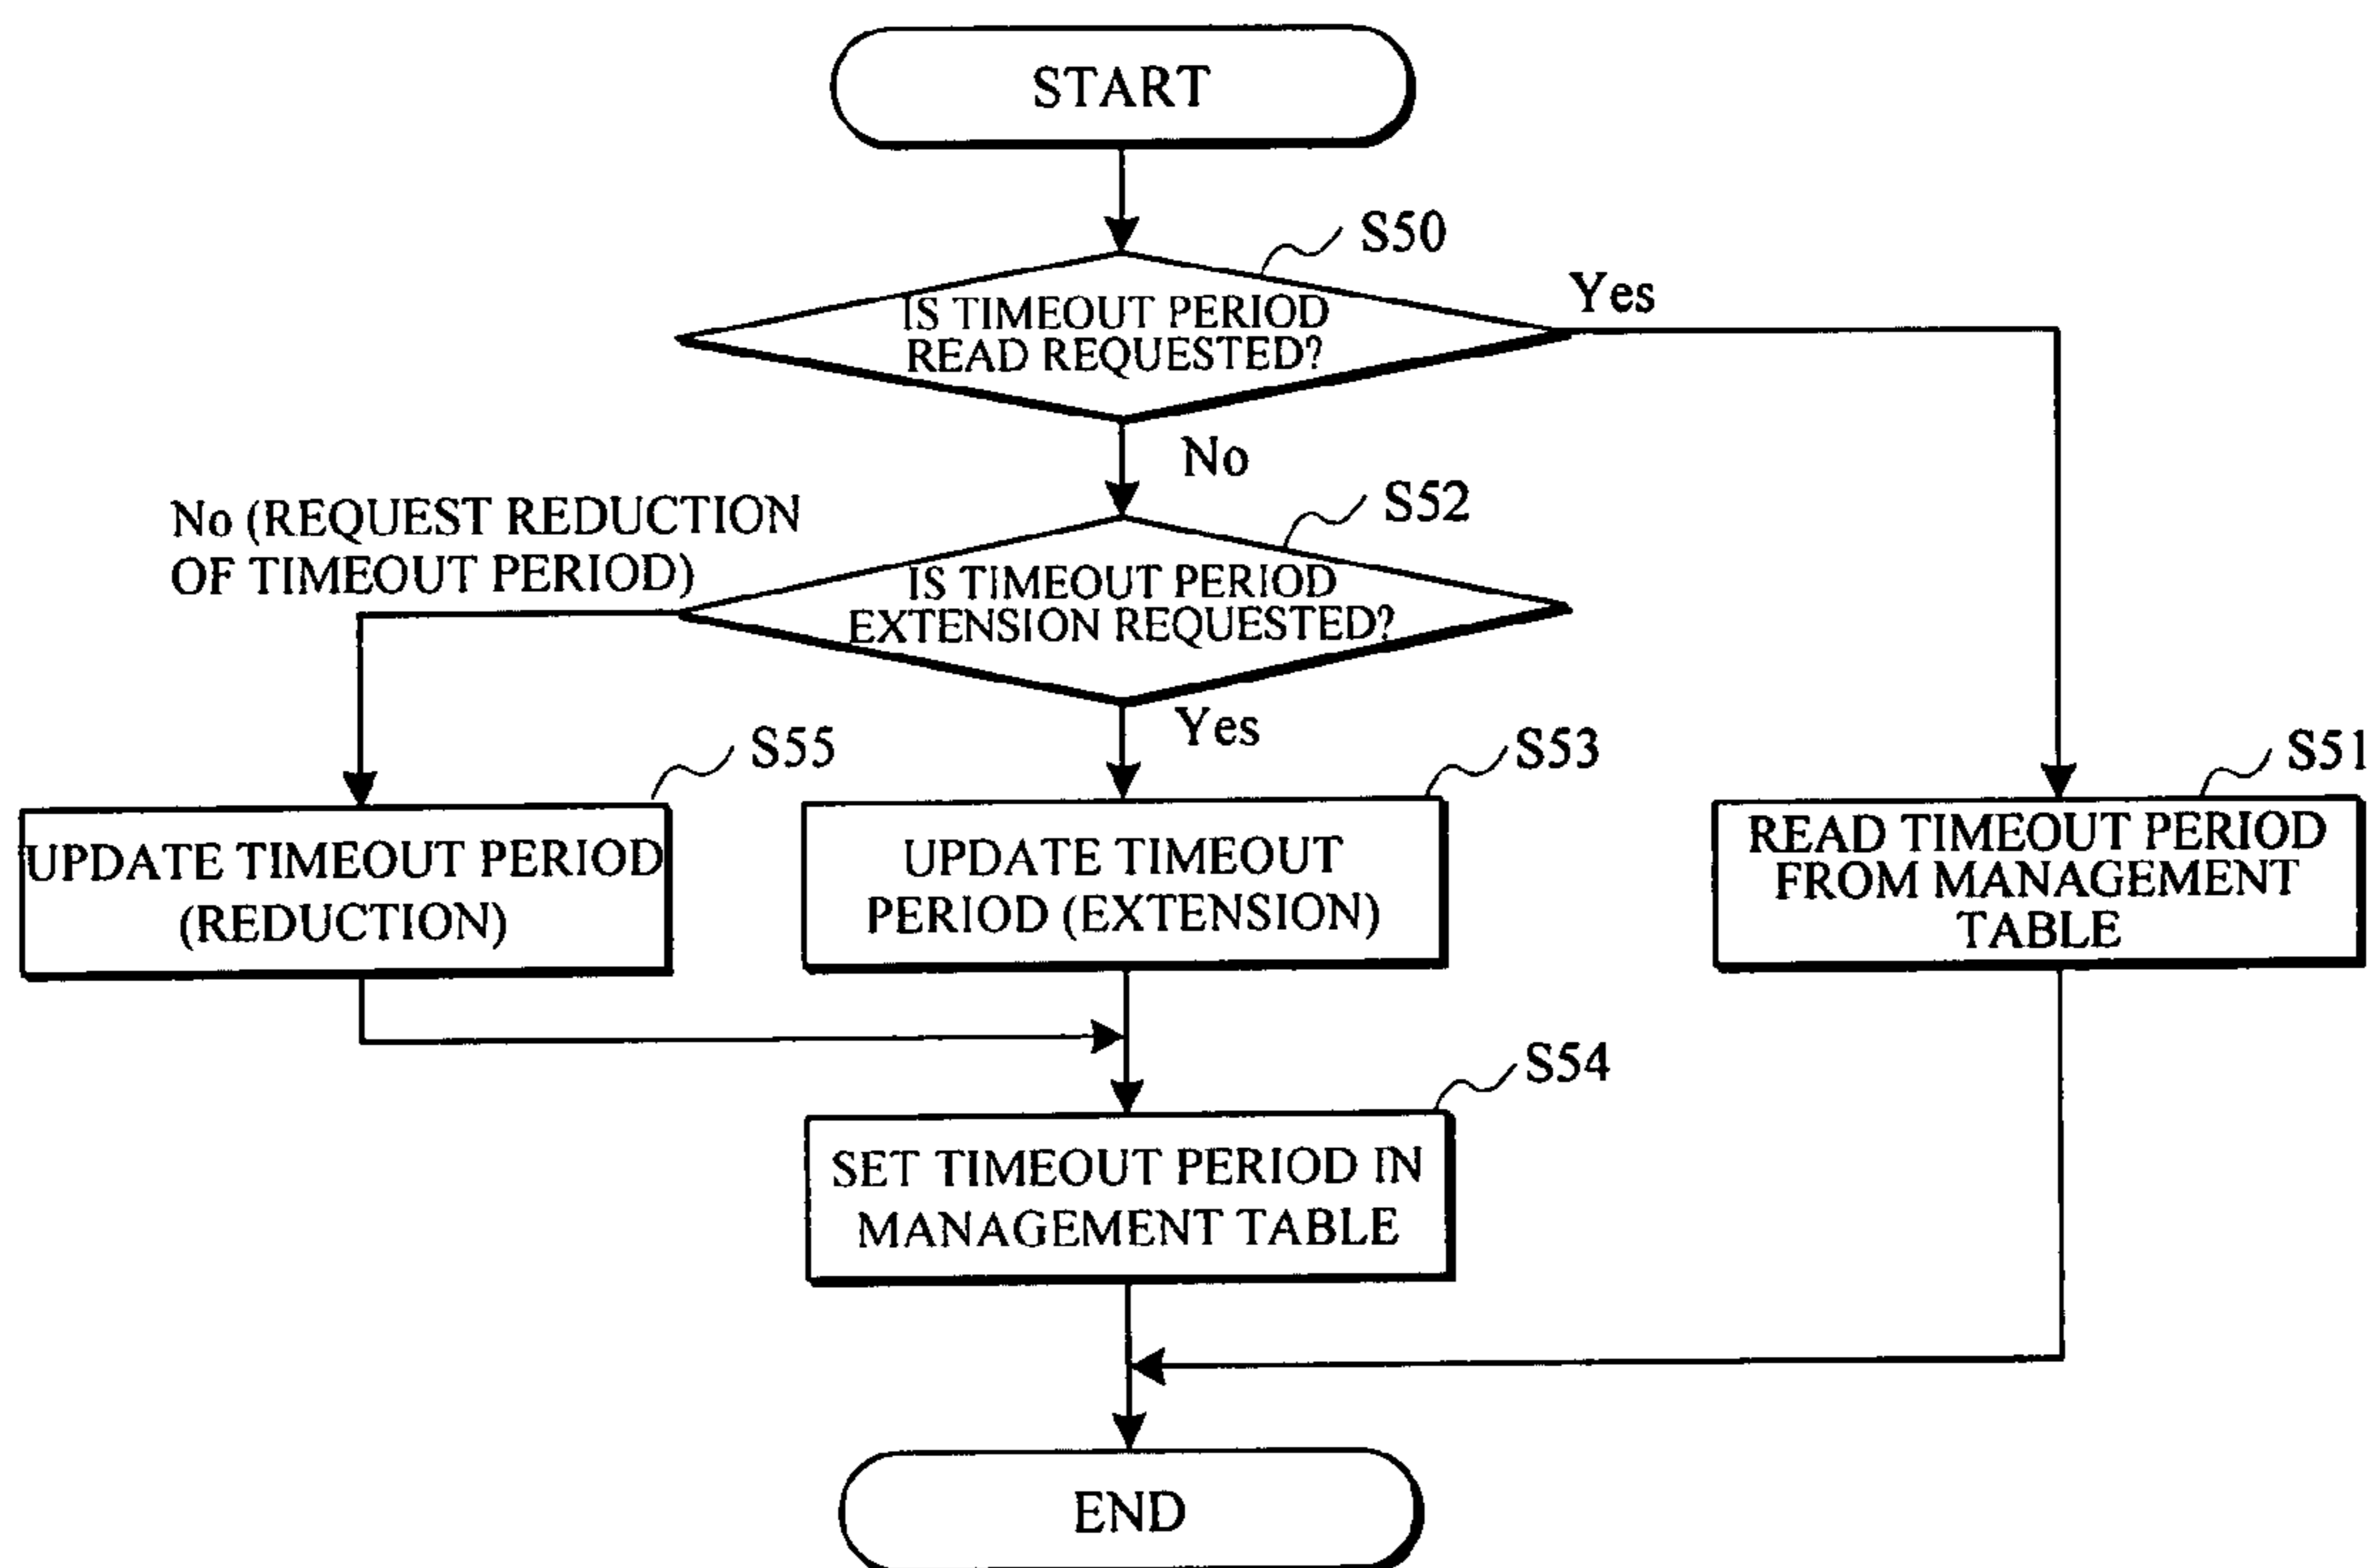 START
S50
IS TIMEOUT PERIOD
READ REQUESTED?
Yes
No
S52
No (REQUEST REDUCTION
OF TIMEOUT PERIOD)
IS TIMEOUT PERIOD
EXTENSION REQUESTED?
Yes
S55
UPDATE TIMEOUT PERIOD
(REDUCTION)
S53
UPDATE TIMEOUT
PERIOD (EXTENSION)
S51
READ TIMEOUT PERIOD
FROM MANAGEMENT
TABLE
S54
SET TIMEOUT PERIOD IN
MANAGEMENT TABLE
END